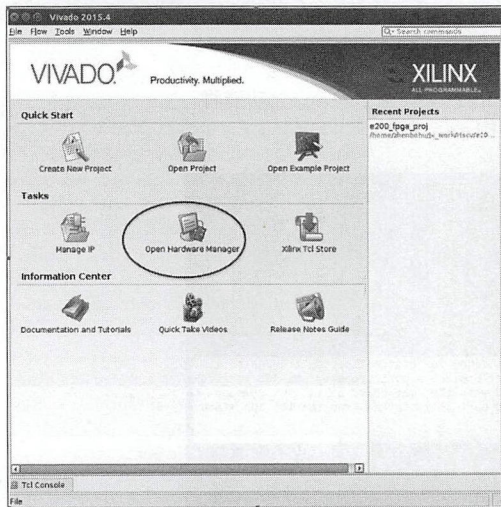 Vivado 2015.4
File Flow Tools Window Help
Search commands
VIVADO
Productivity. Multiplied.
XILINX
ALL PROGRAMMABLE
Quick Start
Create New Project
Open Project
Open Example Project
Tasks
Manage IP
Open Hardware Manager
Xilinx Tcl Store
Information Center
Documentation and Tutorials
Quick Take Videos
Release Notes Guide
Recent Projects
e200_fpga_proj
Tcl Console
File